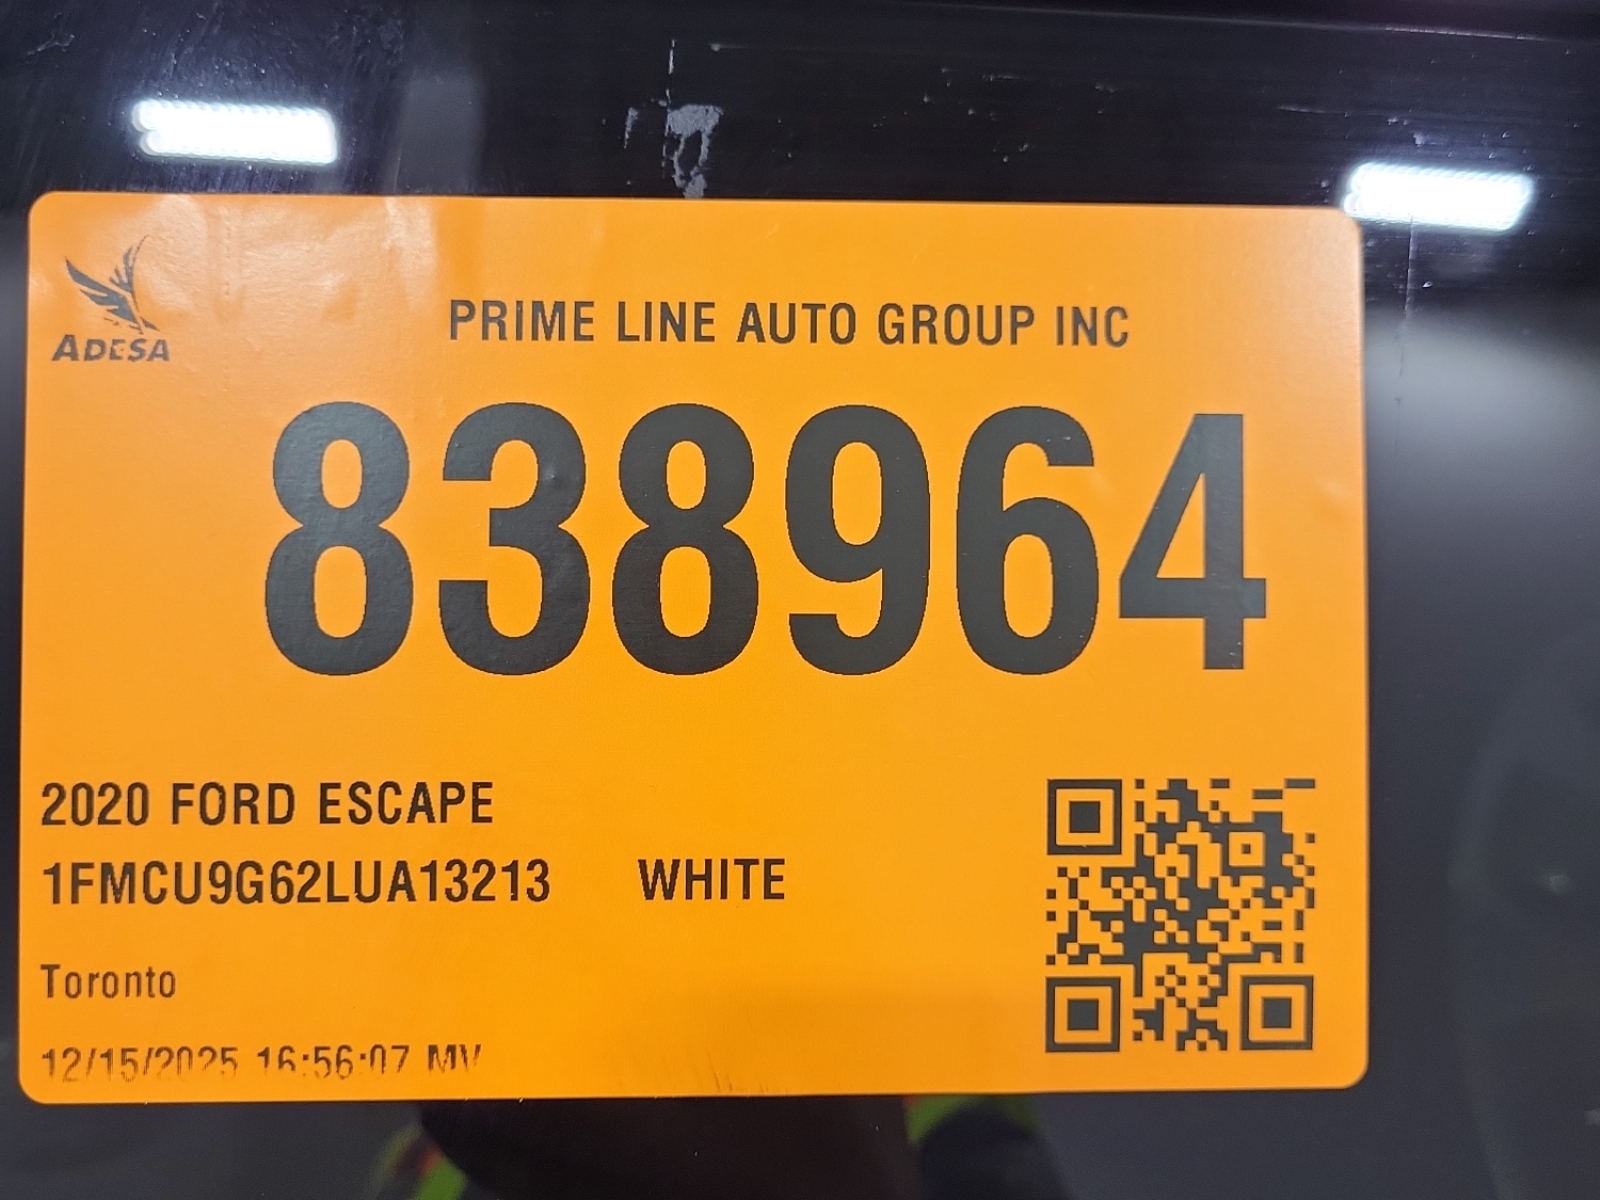 ADESA
PRIME LINE AUTO GROUP INC
838964
2020 FORD ESCAPE
1FMCU9G62LUA13213 WHITE
Toronto
12/15/2025 16:56:07 MV